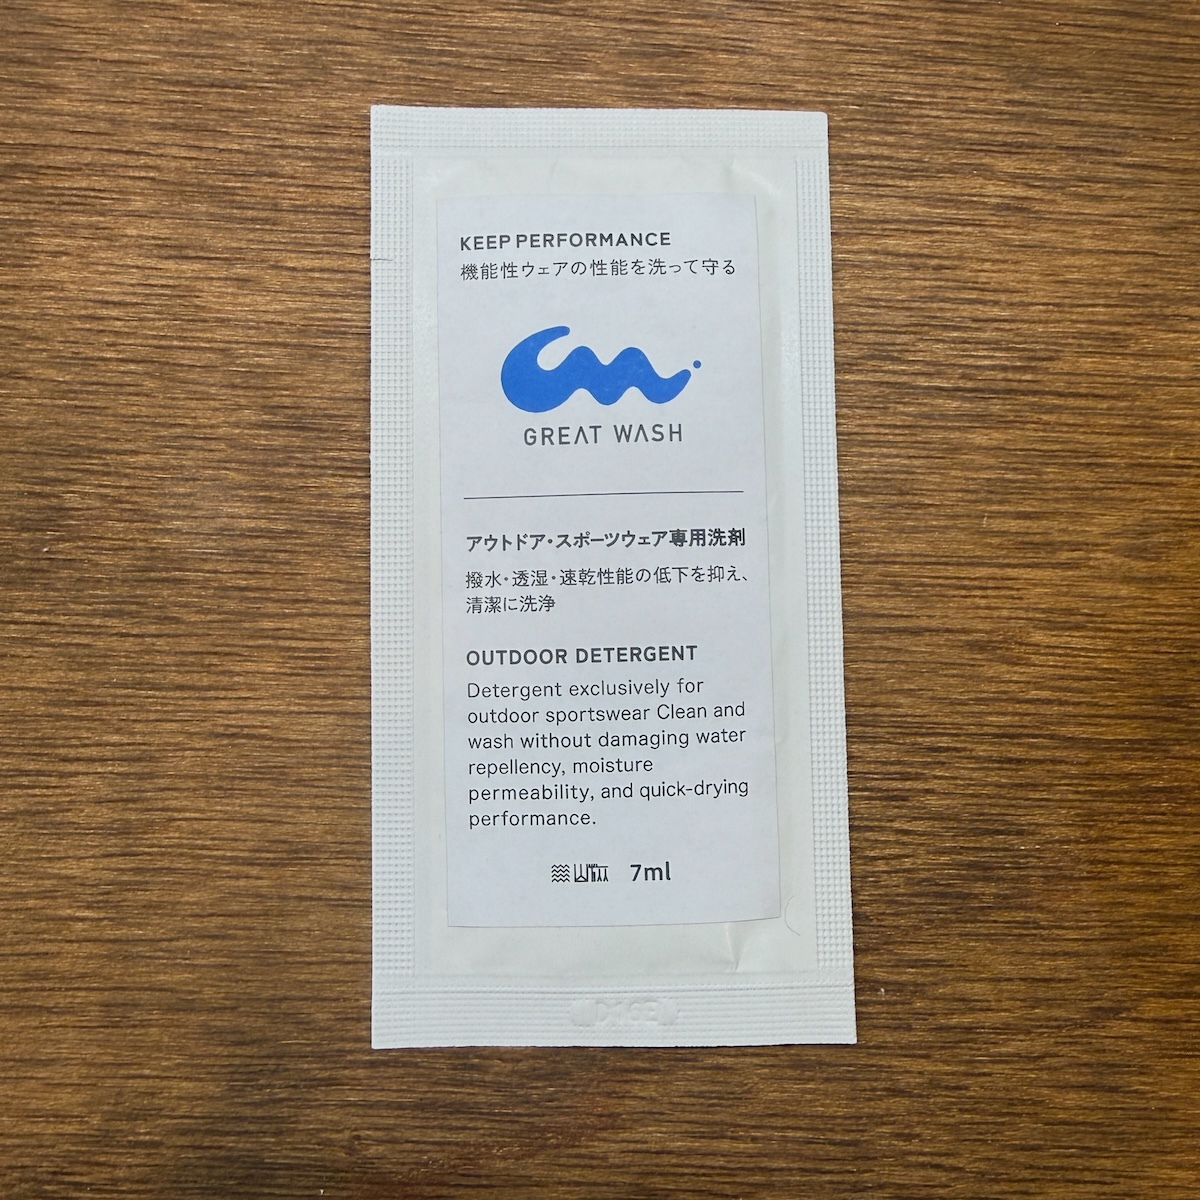 KEEP PERFORMANCE
機能性ウェアの性能を洗って守る
GREAT WASH
アウトドア・スポーツウェア専用洗剤
撥水・透湿・速乾性能の低下を抑え、
清潔に洗浄
OUTDOOR DETERGENT
Detergent exclusively for
outdoor sportswear Clean and
wash without damaging water
repellency, moisture
permeability, and quick-drying
performance.
7ml